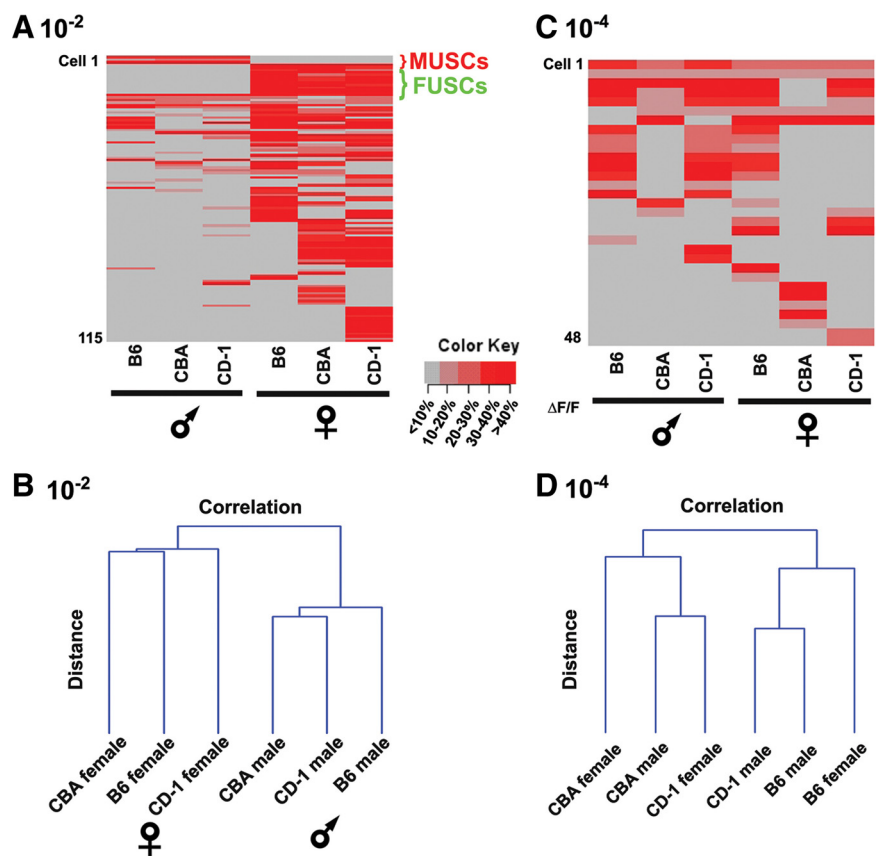 A 10-2
C 10-4
Cell 1
} MUSCs
} FUSCs
115
B6
CBA
CD-1
B6
CBA
CD-1
♂
♀
Color Key
<10%
10-20%
20-30%
30-40%
>40%
Cell 1
48
B6
CBA
CD-1
B6
CBA
CD-1
ΔF/F
♂
♀
B 10-2
Correlation
Distance
CBA female
B6 female
CD-1 female
CBA male
CD-1 male
B6 male
♀
♂
D 10-4
Correlation
Distance
CBA female
CBA male
CD-1 female
CD-1 male
B6 male
B6 female